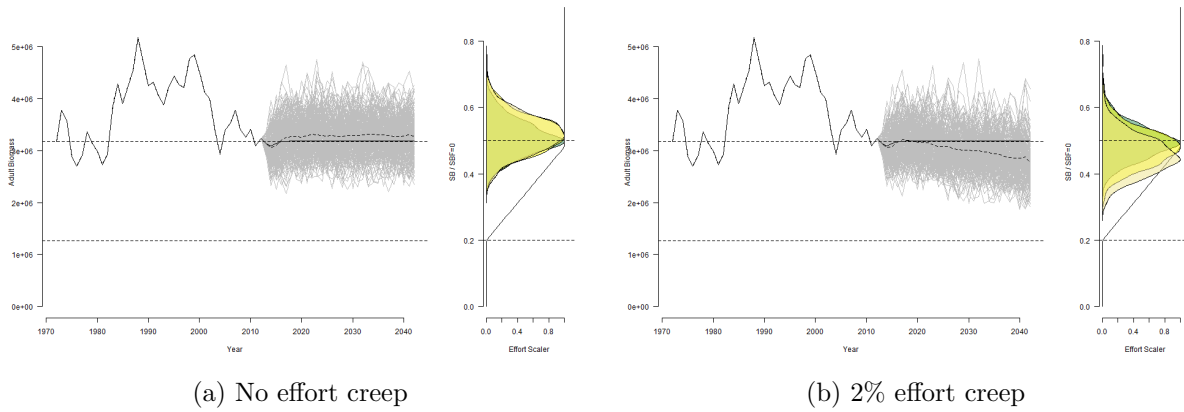 5e+06
4e+06
3e+06
2e+06
1e+06
0e+00
Adult Biomass
1970 1980 1990 2000 2010 2020 2030 2040
Year
0.8
0.6
0.4
0.2
0.0
SB / SBF=0
0.0 0.4 0.8
Effort Scaler
(a) No effort creep
5e+06
4e+06
3e+06
2e+06
1e+06
0e+00
Adult Biomass
1970 1980 1990 2000 2010 2020 2030 2040
Year
0.8
0.6
0.4
0.2
0.0
SB / SBF=0
0.0 0.4 0.8
Effort Scaler
(b) 2% effort creep